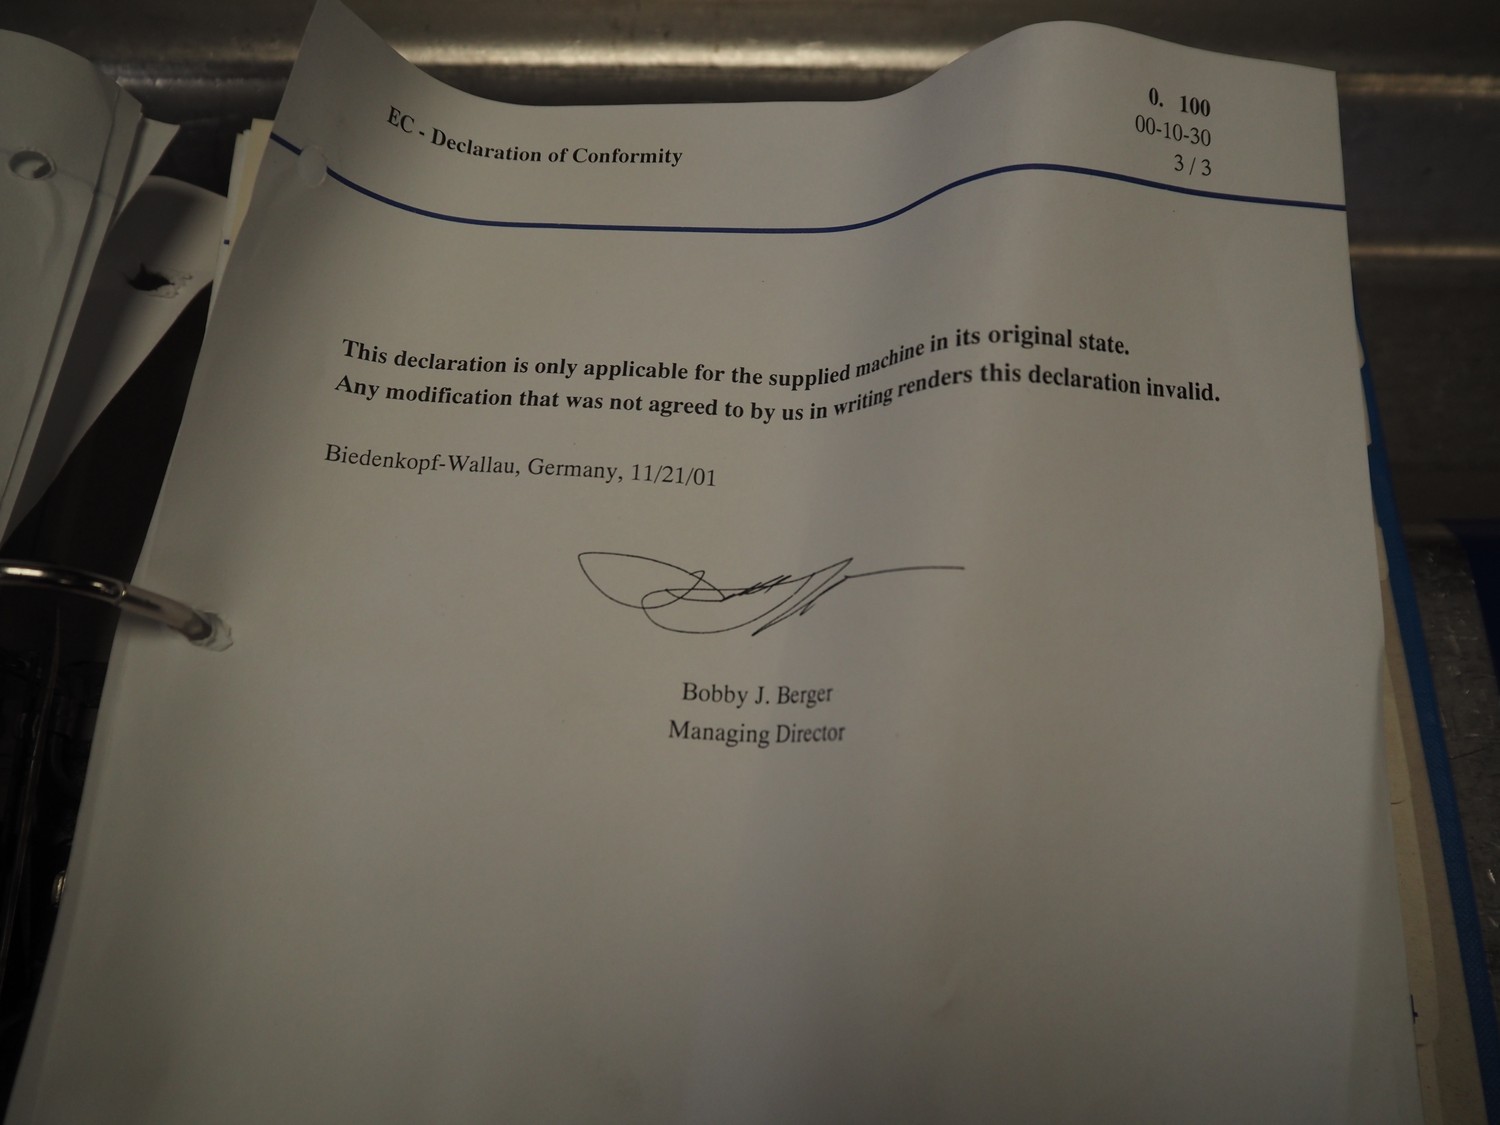 EC - Declaration of Conformity
0. 100
00-10-30
3 / 3
This declaration is only applicable for the supplied machine in its original state.
Any modification that was not agreed to by us in writing renders this declaration invalid.
Biedenkopf-Wallau, Germany, 11/21/01
Bobby J. Berger
Managing Director